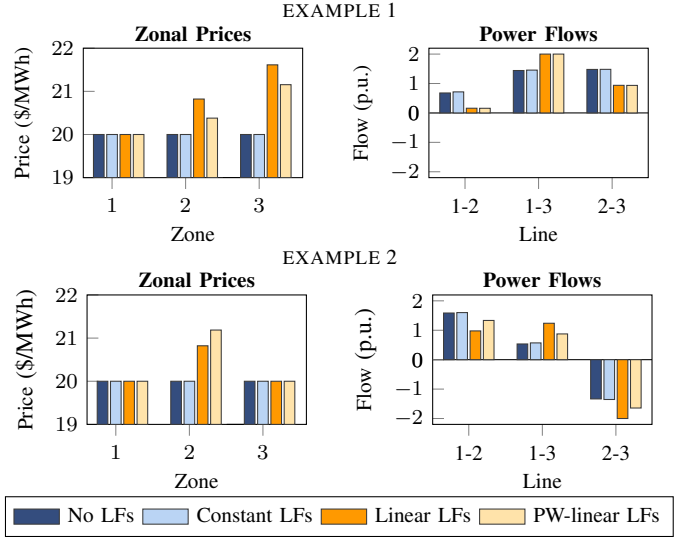 EXAMPLE 1
Zonal Prices
Power Flows
Price ($/MWh)
22
21
20
19
1
2
3
Zone
Flow (p.u.)
2
1
0
−1
−2
1-2
1-3
2-3
Line
EXAMPLE 2
Zonal Prices
Power Flows
Price ($/MWh)
22
21
20
19
1
2
3
Zone
Flow (p.u.)
2
1
0
−1
−2
1-2
1-3
2-3
Line
No LFs Constant LFs Linear LFs PW-linear LFs